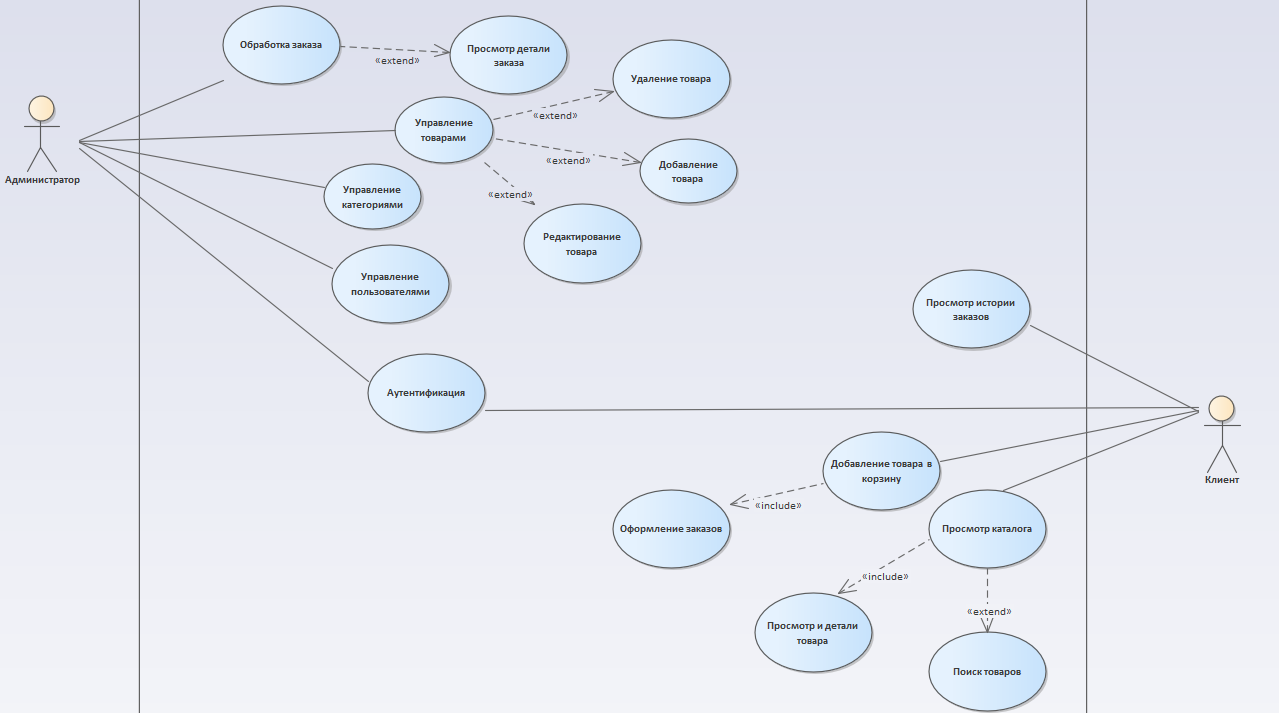 Обработка заказа
«extend»
Просмотр детали
заказа
Удаление товара
«extend»
Управление
товарами
«extend»
Добавление
товара
«extend»
Редактирование
товара
Администратор
Управление
категориями
Управление
пользователями
Просмотр истории
заказов
Аутентификация
Клиент
Добавление товара в
корзину
«include»
Оформление заказов
Просмотр каталога
«include»
«extend»
Просмотр и детали
товара
Поиск товаров